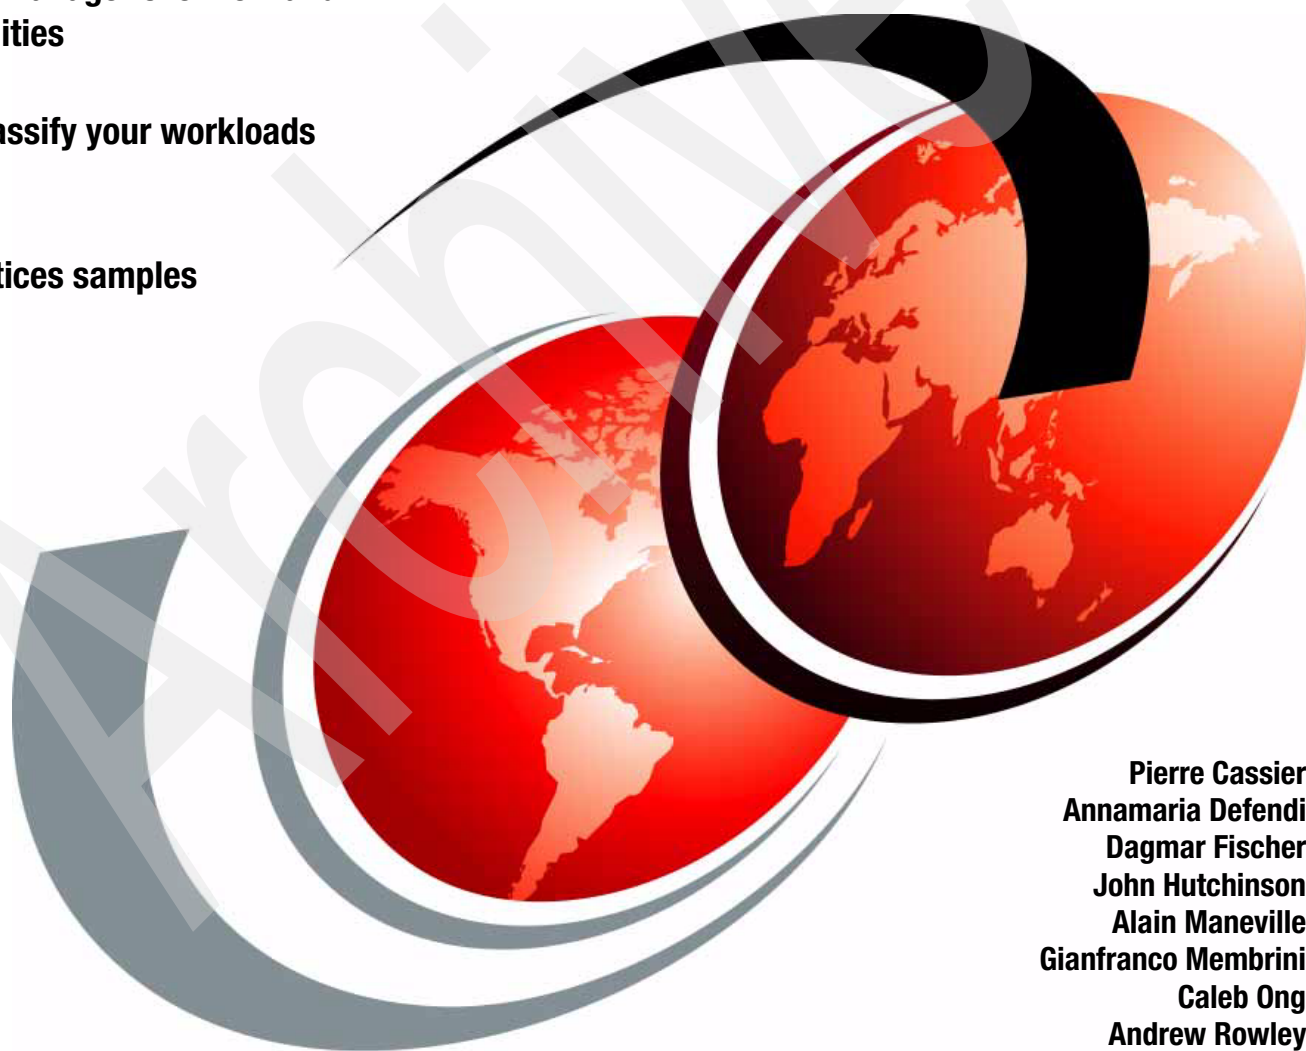 ities
assify your workloads
tices samples
Archive
Pierre Cassier
Annamaria Defendi
Dagmar Fischer
John Hutchinson
Alain Maneville
Gianfranco Membrini
Caleb Ong
Andrew Rowley